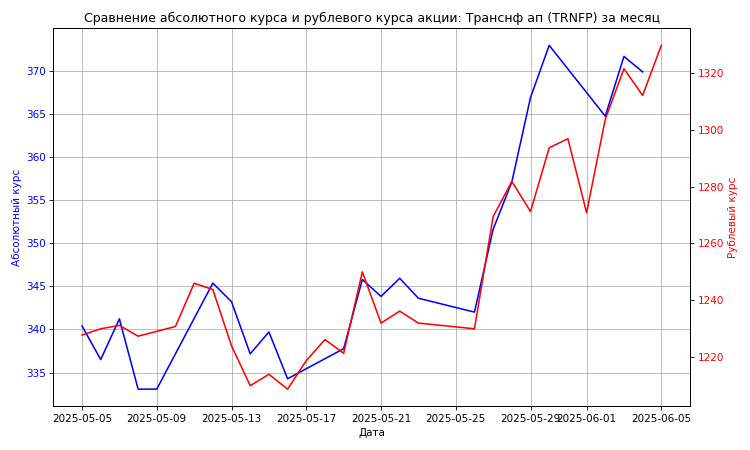 Сравнение абсолютного курса и рублевого курса акции: Транснф ап (TRNFP) за месяц
Абсолютный курс
370
365
360
355
350
345
340
335
1320
1300
1280
1260
1240
1220
Рублевый курс
2025-05-05 2025-05-09 2025-05-13 2025-05-17 2025-05-21 2025-05-25 2025-05-29 2025-06-01 2025-06-05
Дата